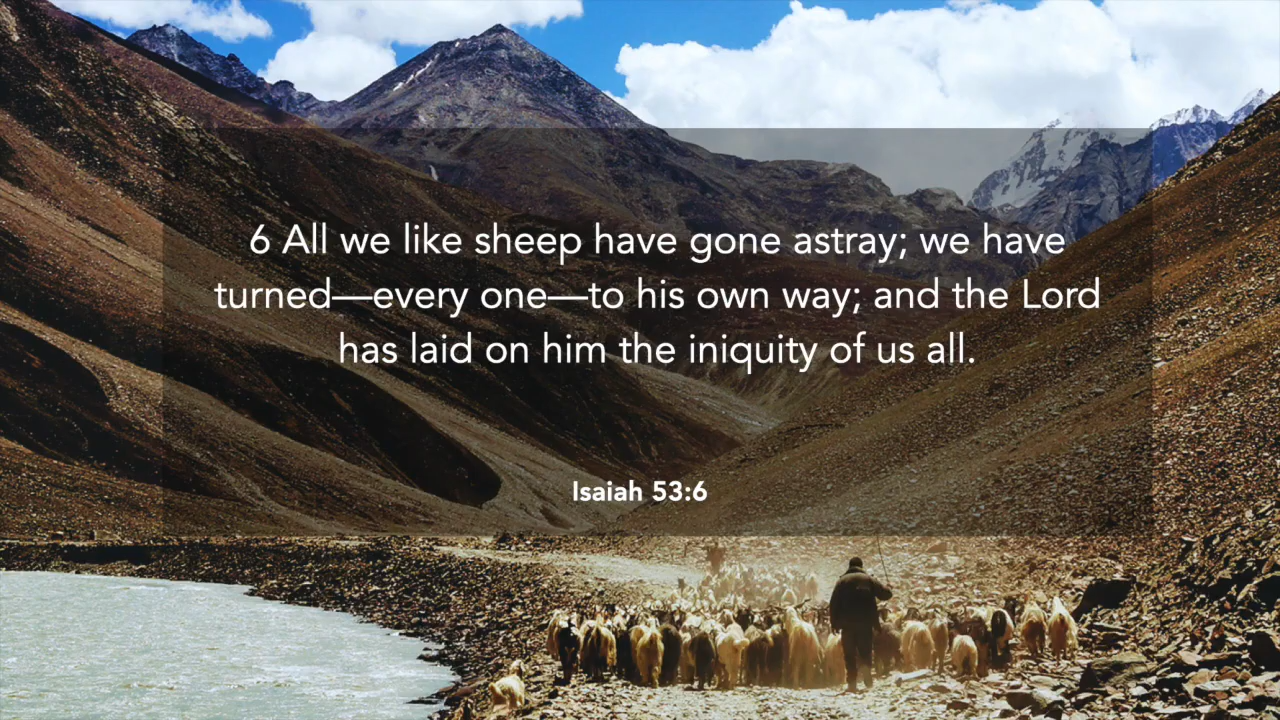 6 All we like sheep have gone astray; we have
turned—every one—to his own way; and the Lord
has laid on him the iniquity of us all.
Isaiah 53:6